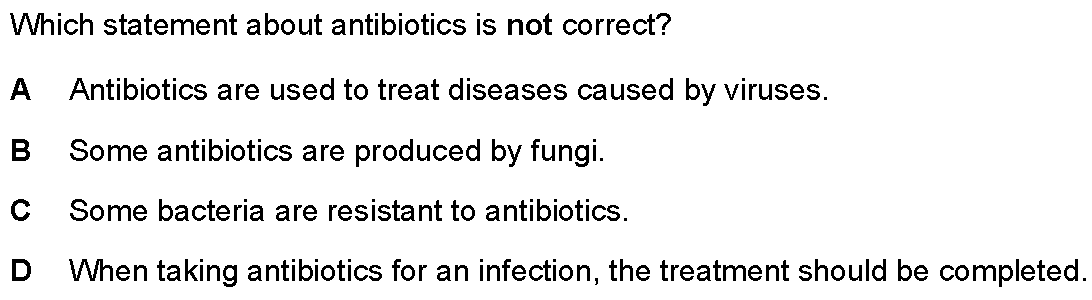 Which statement about antibiotics is not correct?
A Antibiotics are used to treat diseases caused by viruses.
B Some antibiotics are produced by fungi.
C Some bacteria are resistant to antibiotics.
D When taking antibiotics for an infection, the treatment should be completed.